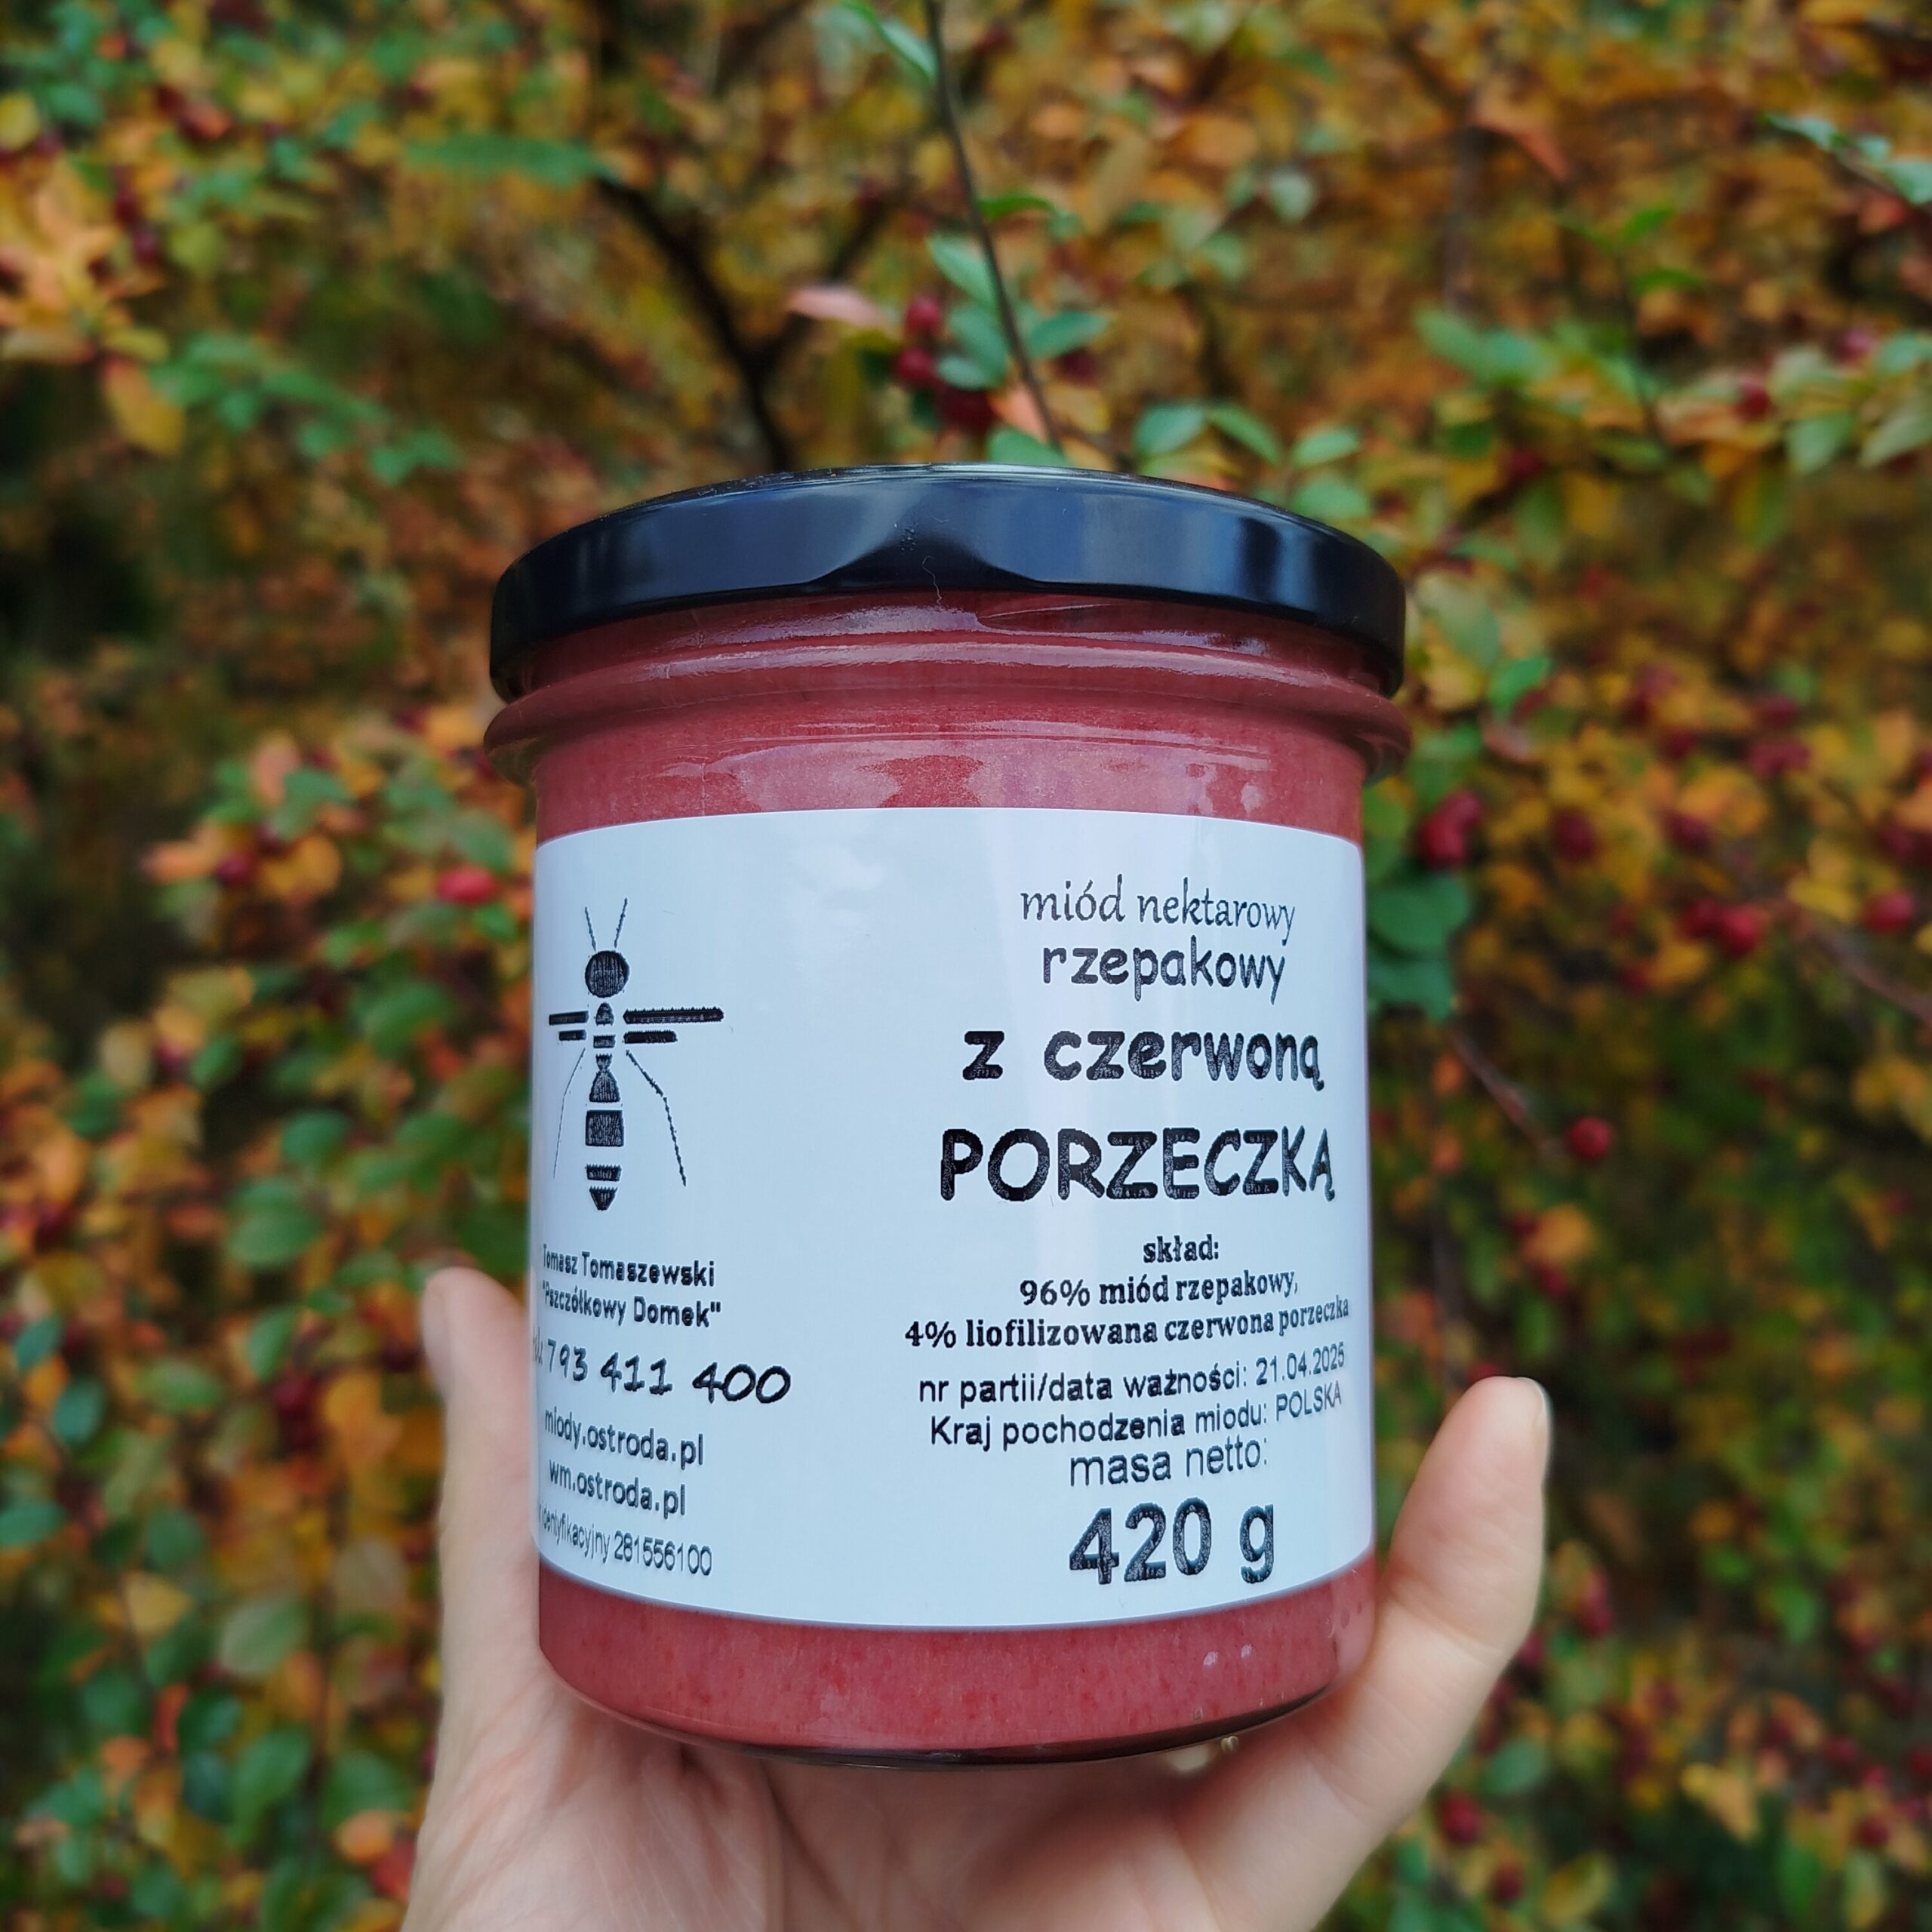 miód nektarowy
rzepakowy
z czerwoną
PORZECZKĄ
skład:
96% miód rzepakowy,
4% liofilizowana czerwona porzeczka
nr partii/data ważności: 21.04.2025
Kraj pochodzenia miodu: POLSKA
masa netto:
420 g
Tomasz Tomaszewski
"Pszczółkowy Domek"
793 411 400
miody.ostroda.pl
wm.ostroda.pl
281556100